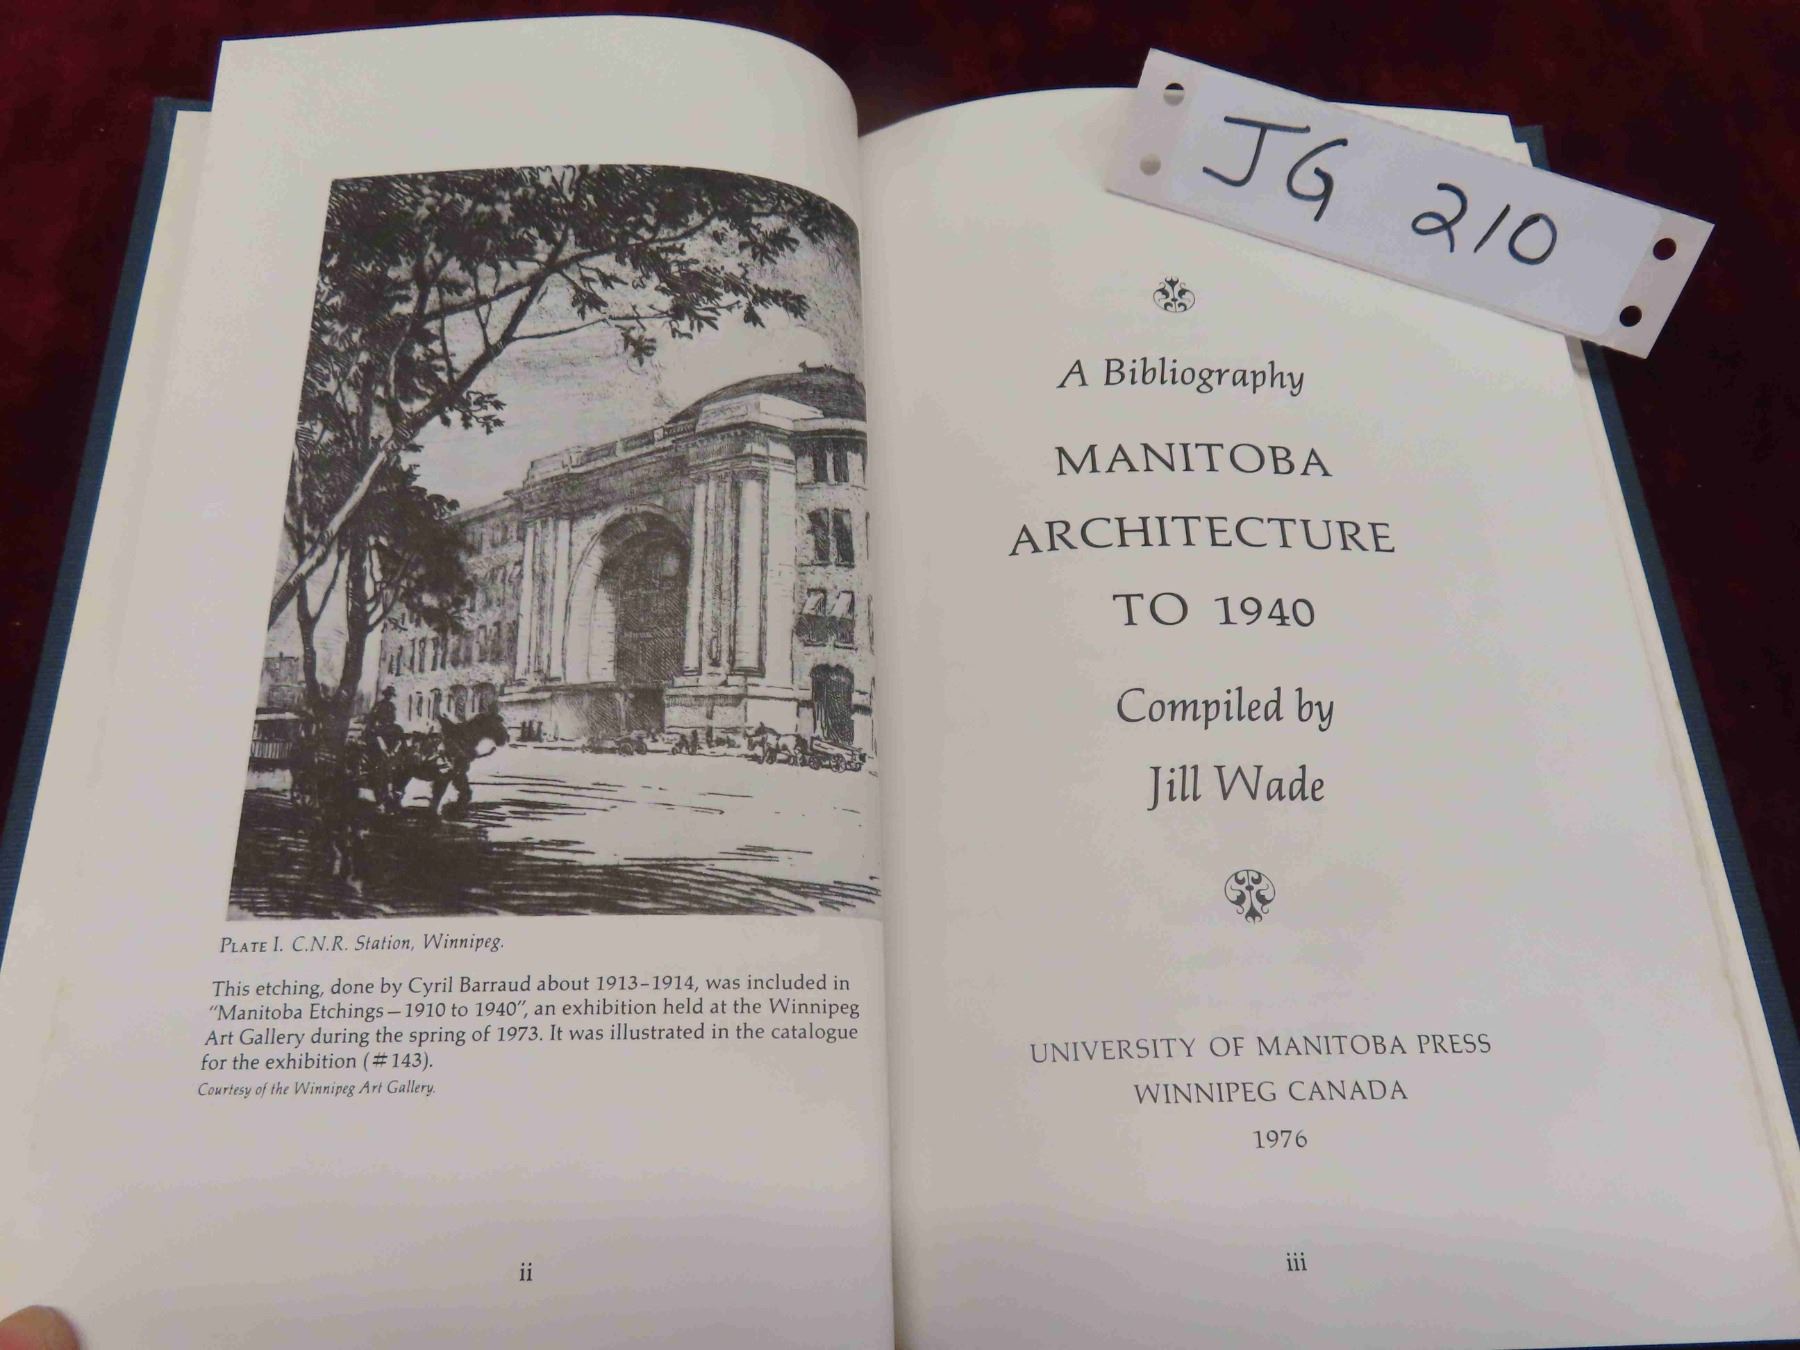 PLATE I. C.N.R. Station, Winnipeg.
This etching, done by Cyril Barraud about 1913–1914, was included in
"Manitoba Etchings—1910 to 1940", an exhibition held at the Winnipeg
Art Gallery during the spring of 1973. It was illustrated in the catalogue
for the exhibition (#143).
Courtesy of the Winnipeg Art Gallery.
ii
JG 210
A Bibliography
MANITOBA
ARCHITECTURE
TO 1940
Compiled by
Jill Wade
UNIVERSITY OF MANITOBA PRESS
WINNIPEG CANADA
1976
iii